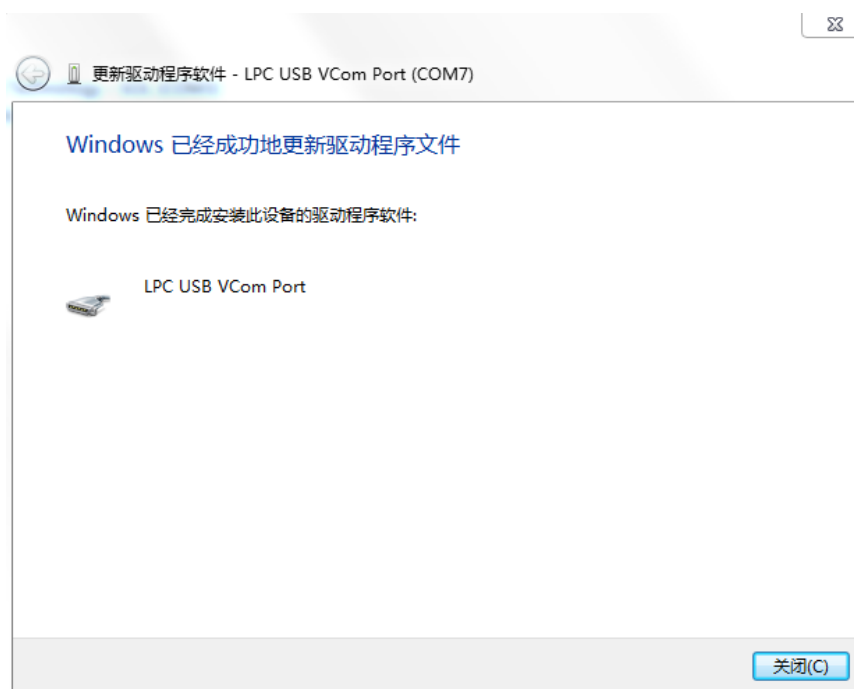 更新驱动程序软件 - LPC USB VCom Port (COM7)
Windows 已经成功地更新驱动程序文件
Windows 已经完成安装此设备的驱动程序软件:
LPC USB VCom Port
关闭(C)